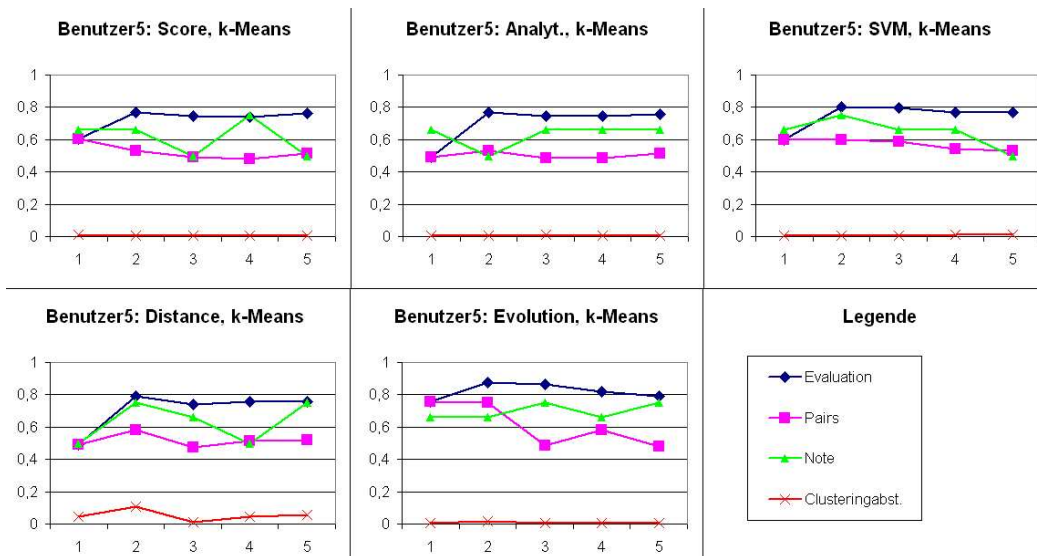 Benutzer5: Score, k-Means
1
0,8
0,6
0,4
0,2
0
1 2 3 4 5
Benutzer5: Analyt., k-Means
1
0,8
0,6
0,4
0,2
0
1 2 3 4 5
Benutzer5: SVM, k-Means
1
0,8
0,6
0,4
0,2
0
1 2 3 4 5
Benutzer5: Distance, k-Means
1
0,8
0,6
0,4
0,2
0
1 2 3 4 5
Benutzer5: Evolution, k-Means
1
0,8
0,6
0,4
0,2
0
1 2 3 4 5
Legende
Evaluation
Pairs
Note
Clusteringabst.